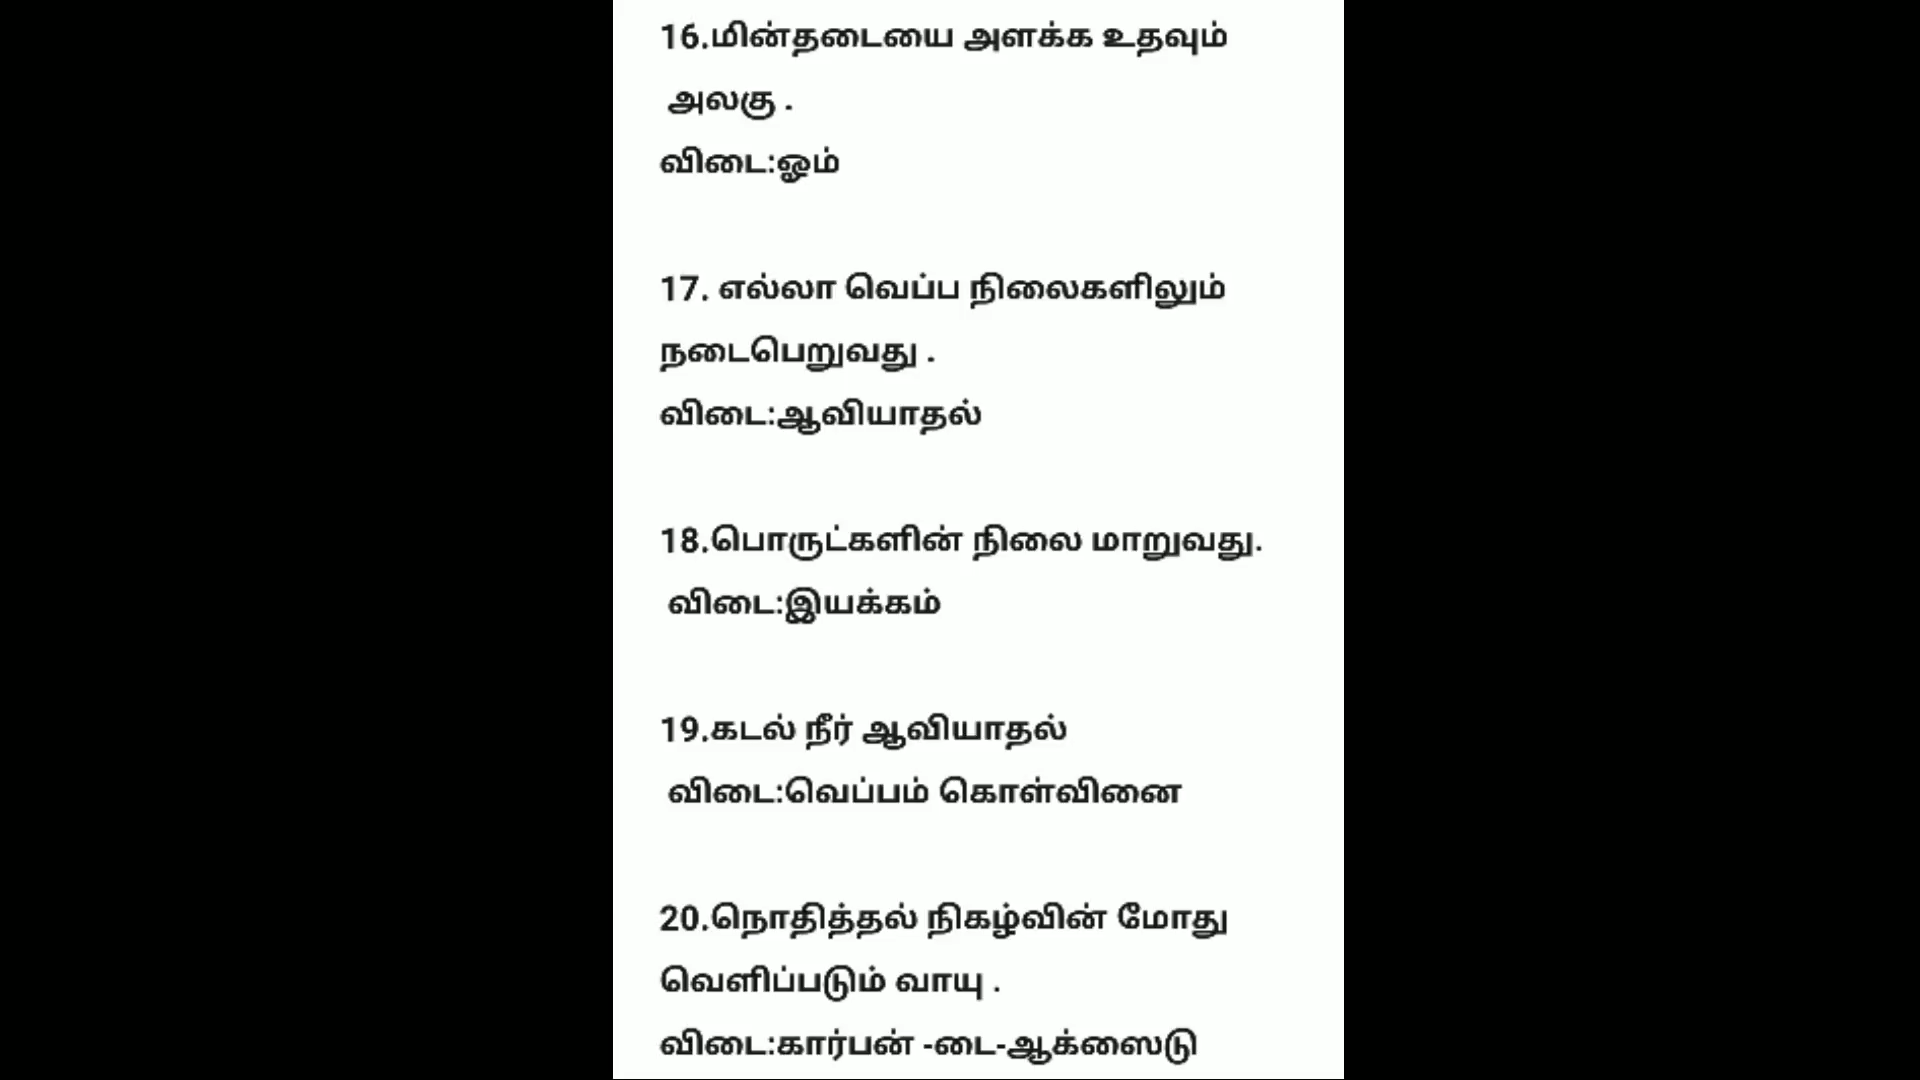 16.மின்தடையை அளக்க உதவும்
அலகு .
விடை:ஓம்
17. எல்லா வெப்ப நிலைகளிலும்
நடைபெறுவது .
விடை:ஆவியாதல்
18.பொருட்களின் நிலை மாறுவது.
விடை:இயக்கம்
19.கடல் நீர் ஆவியாதல்
விடை:வெப்பம் கொள்வினை
20.நொதித்தல் நிகழ்வின் மோது
வெளிப்படும் வாயு .
விடை:கார்பன் -டை-ஆக்ஸைடு